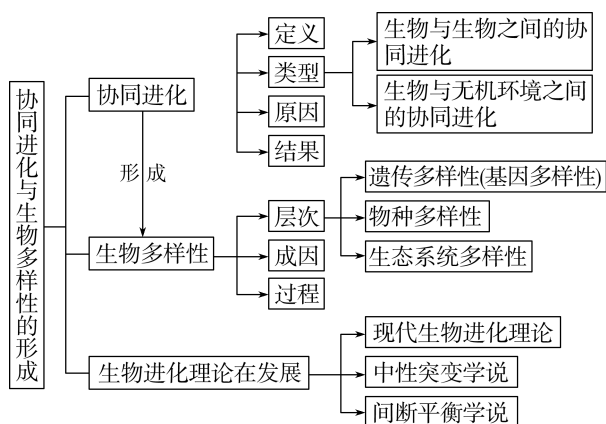 协同进化与生物多样性的形成
协同进化
形成
生物多样性
生物进化理论在发展
定义
类型
原因
结果
生物与生物之间的协
同进化
生物与无机环境之间
的协同进化
层次
成因
过程
遗传多样性(基因多样性)
物种多样性
生态系统多样性
现代生物进化理论
中性突变学说
间断平衡学说